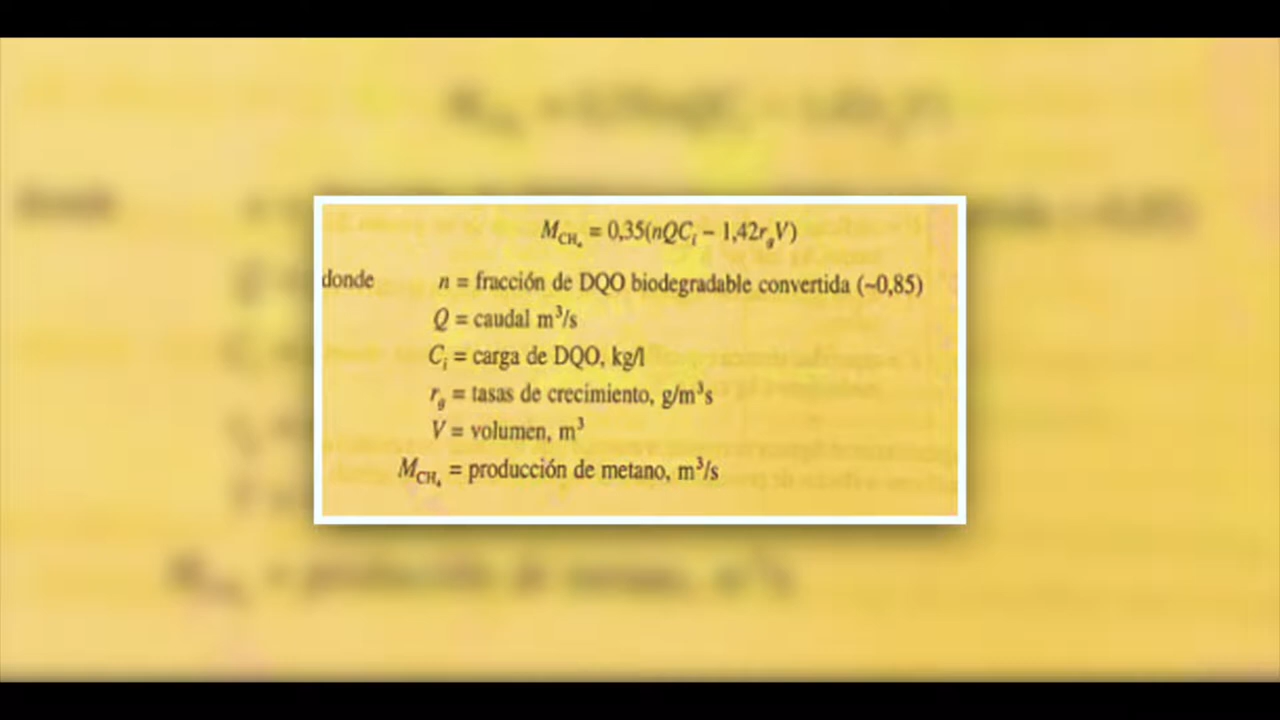 M_CH₄ = 0,35(nQC_i − 1,42r_gV)
donde n = fracción de DQO biodegradable convertida (~0,85)
Q = caudal m³/s
C_i = carga de DQO, kg/l
r_g = tasas de crecimiento, g/m³s
V = volumen, m³
M_CH₄ = producción de metano, m³/s